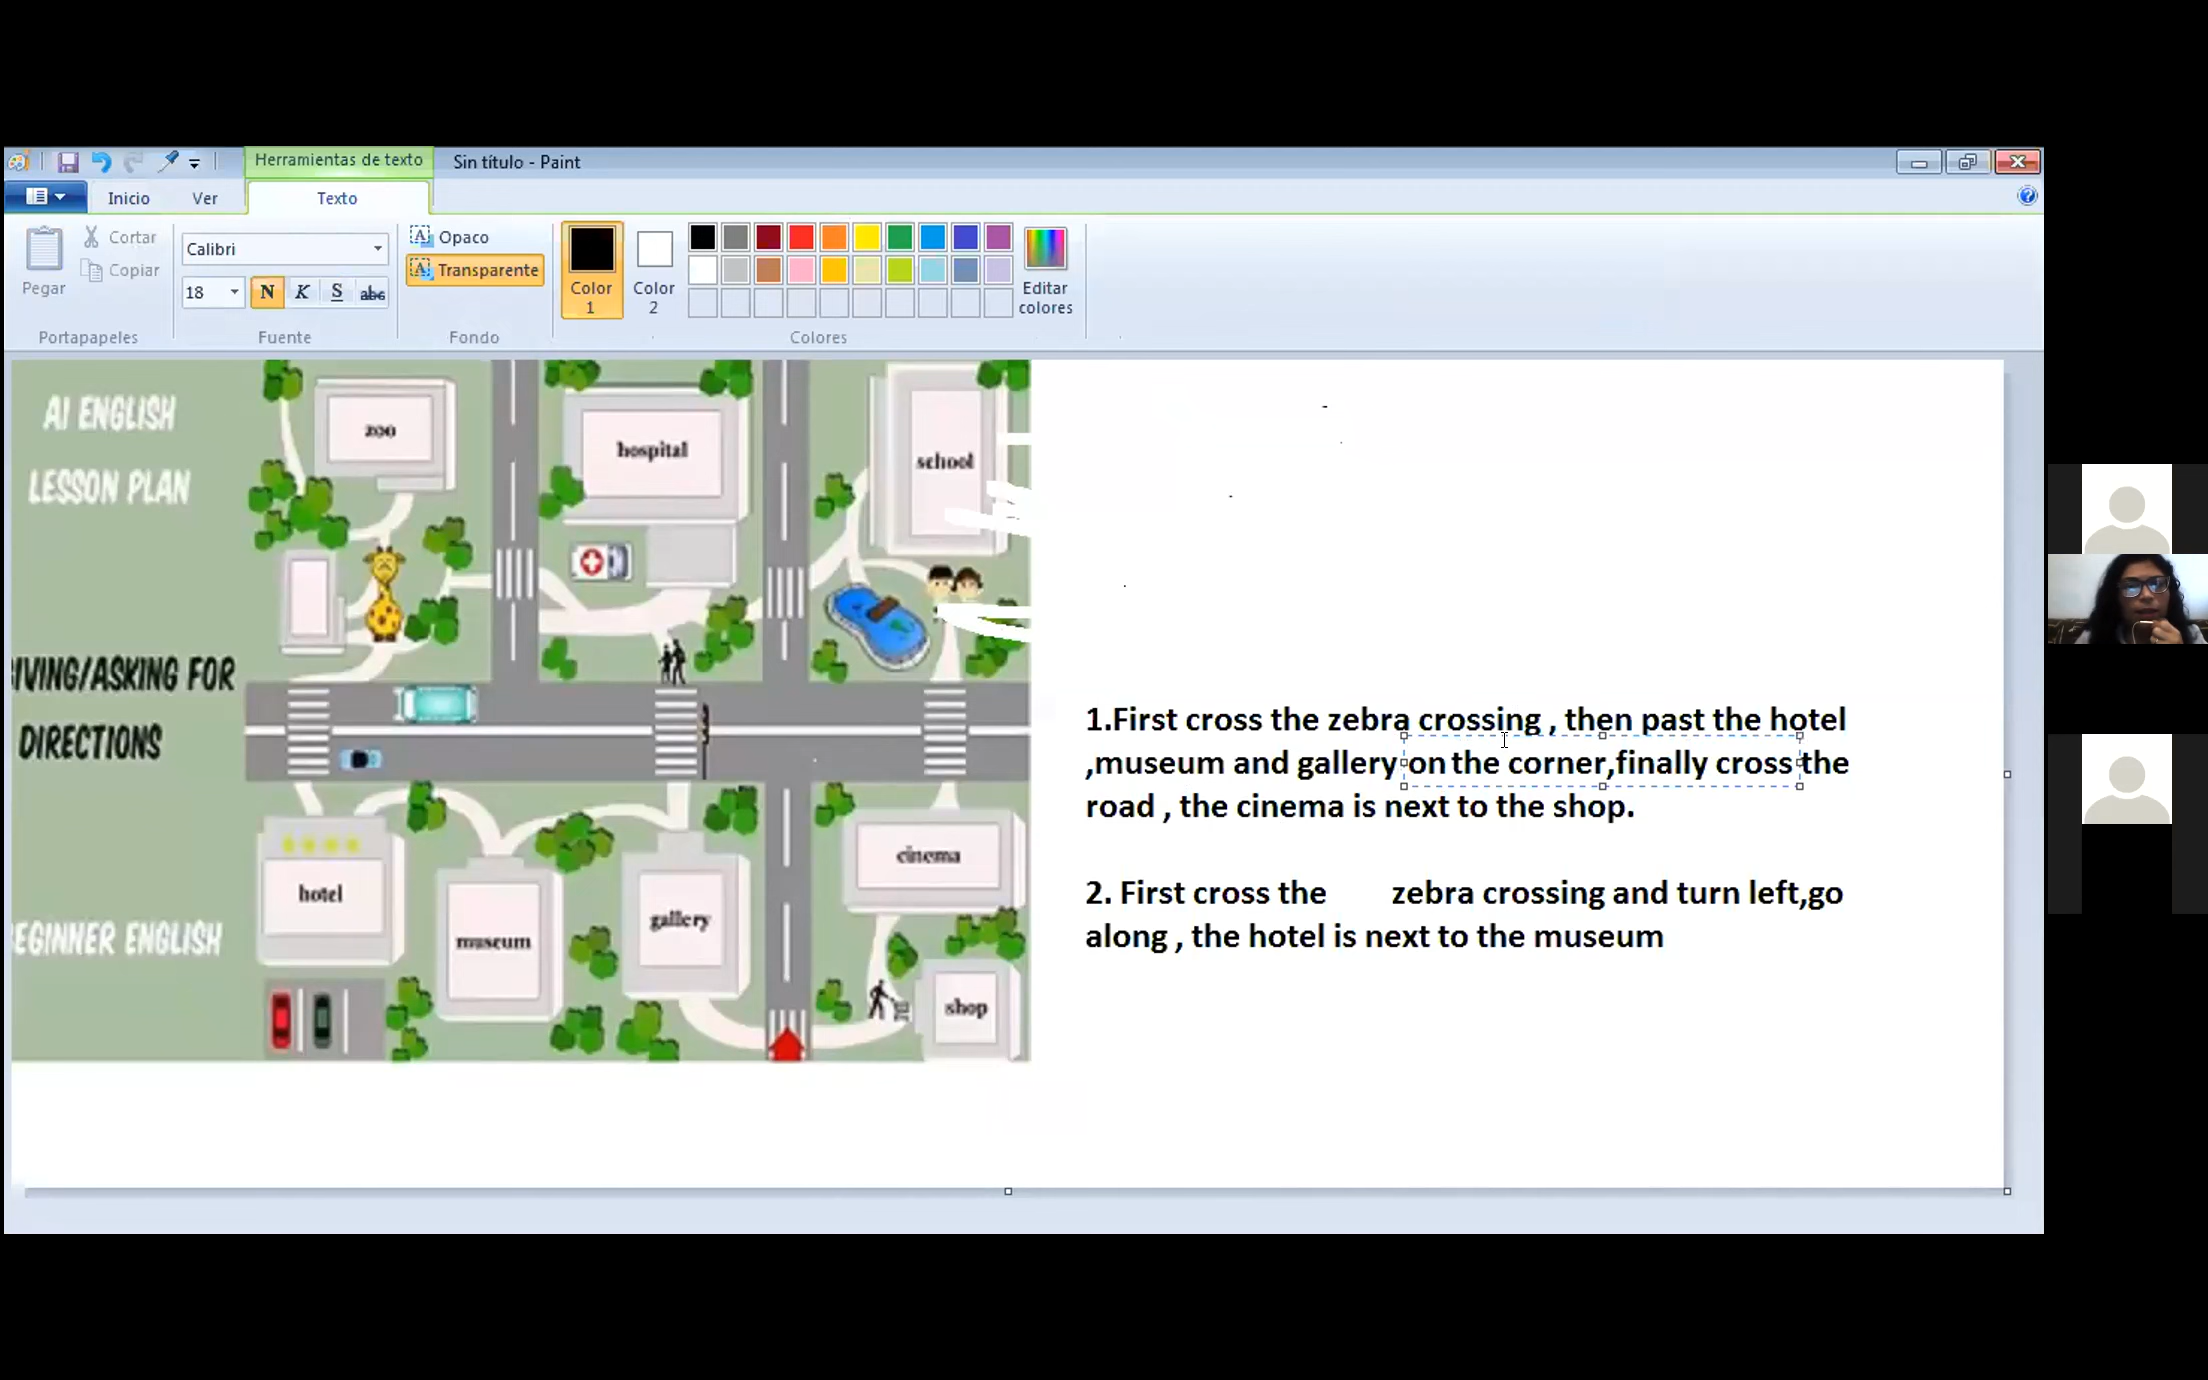 Herramientas de texto
Sin título - Paint
Inicio
Ver
Texto
Pegar
Cortar
Copiar
Portapapeles
Calibri
18
N K S abc
Fuente
Opaco
Transparente
Fondo
Color
1
Color
2
Colores
Editar
colores
AI ENGLISH
LESSON PLAN
IVING/ASKING FOR
DIRECTIONS
EGINNER ENGLISH
zoo
hospital
school
hotel
museum
gallery
cinema
shop
1.First cross the zebra crossing , then past the hotel
,museum and gallery on the corner,finally cross the
road , the cinema is next to the shop.
2. First cross the zebra crossing and turn left,go
along , the hotel is next to the museum